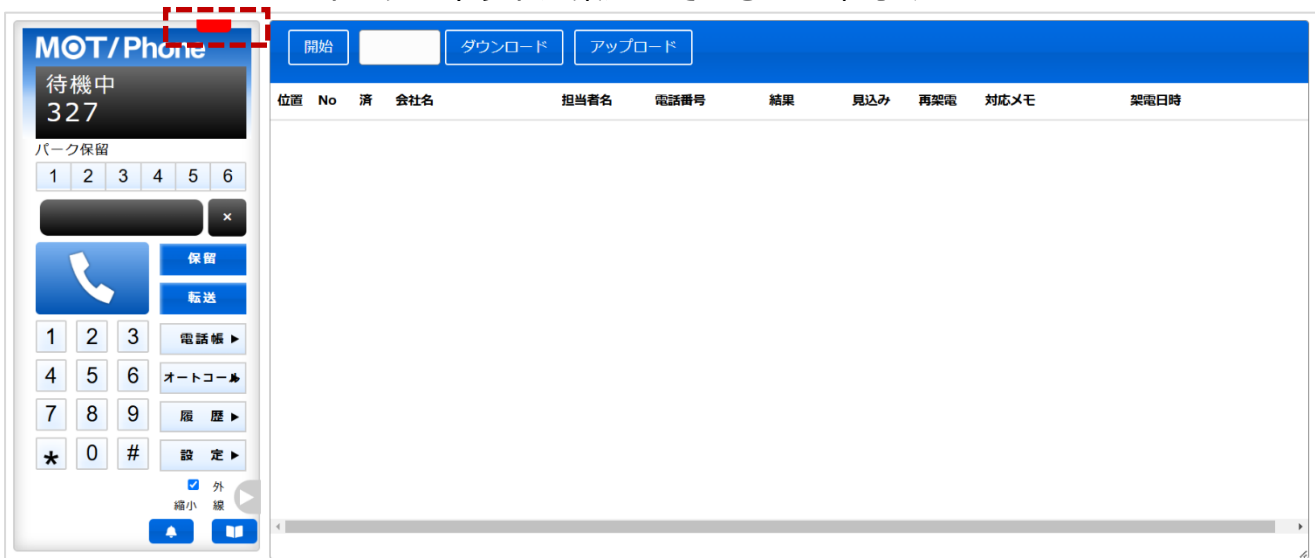 MOT/Phone
待機中
327
パーク保留
1 2 3 4 5 6
×
保留
転送
1 2 3
電話帳 ▶
4 5 6
オートコール
7 8 9
履 歴 ▶
* 0 #
設 定 ▶
外
縮小 線
開始
ダウンロード
アップロード
位置 No 済 会社名 担当者名 電話番号 結果 見込み 再架電 対応メモ 架電日時